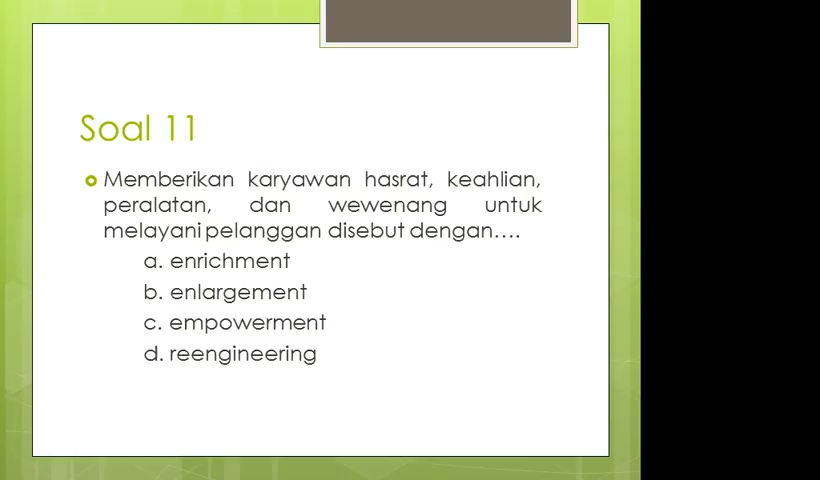 Soal 11
Memberikan karyawan hasrat, keahlian,
peralatan, dan wewenang untuk
melayani pelanggan disebut dengan....
a. enrichment
b. enlargement
c. empowerment
d. reengineering